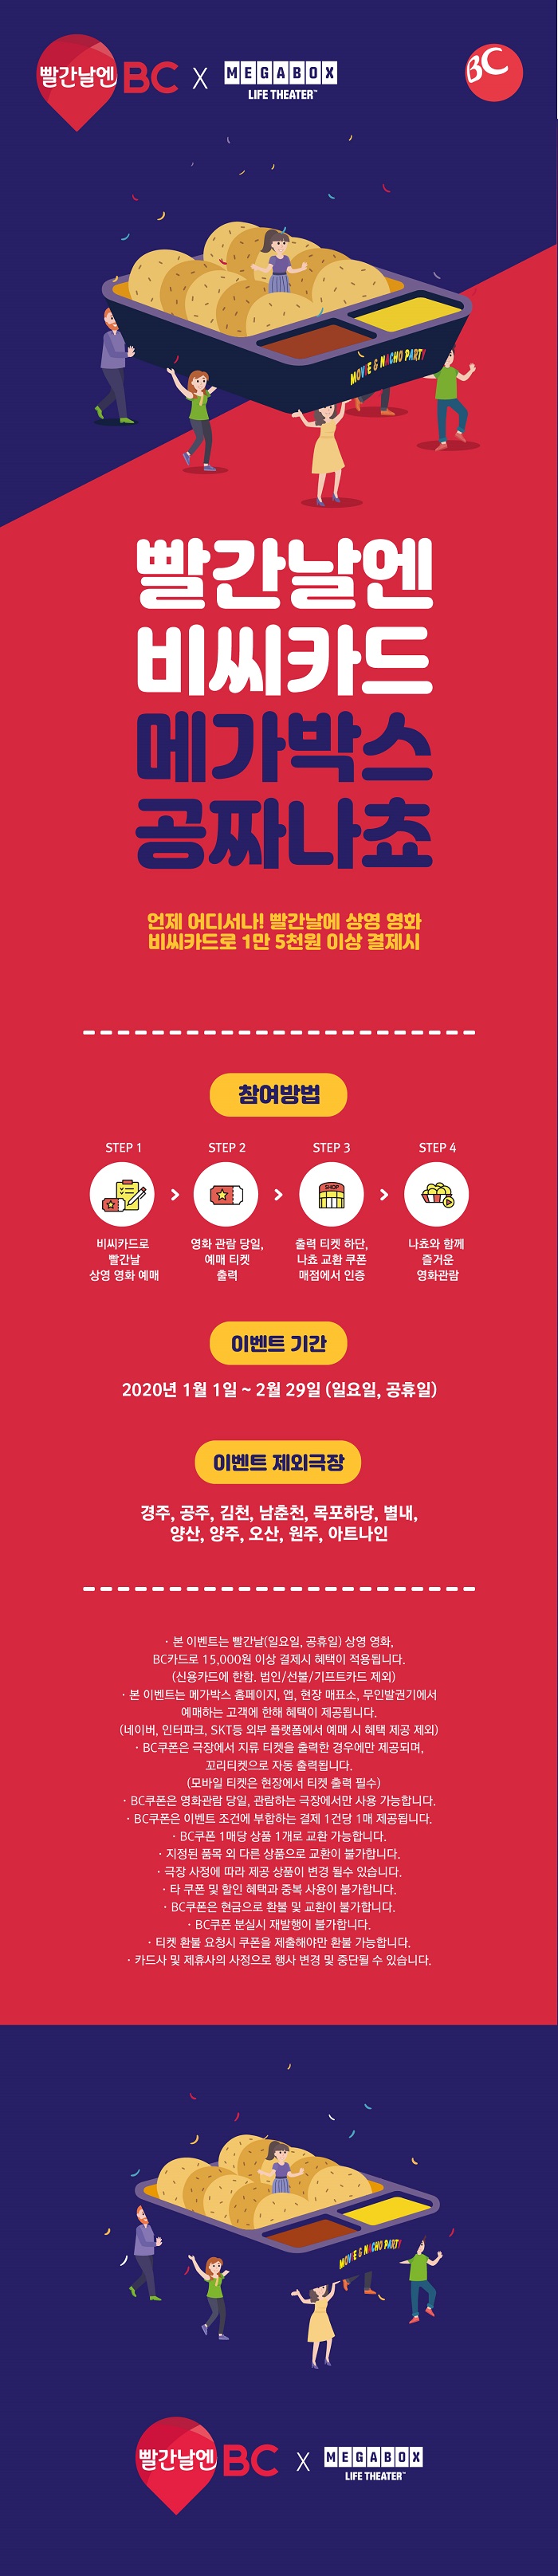 빨간날엔 BC X MEGABOX
LIFE THEATER™
BC
MOVIE & NACHO PARTY
빨간날엔
비씨카드
메가박스
공짜나쵸
언제 어디서나! 빨간날에 상영 영화
비씨카드로 1만 5천원 이상 결제시
참여방법
STEP 1
STEP 2
STEP 3
STEP 4
SHOP
비씨카드로
빨간날
상영 영화 예매
영화 관람 당일,
예매 티켓
출력
출력 티켓 하단,
나쵸 교환 쿠폰
매점에서 인증
나쵸와 함께
즐거운
영화관람
이벤트 기간
2020년 1월 1일 ~ 2월 29일 (일요일, 공휴일)
이벤트 제외극장
경주, 공주, 김천, 남춘천, 목포하당, 별내,
양산, 양주, 오산, 원주, 아트나인
· 본 이벤트는 빨간날(일요일, 공휴일) 상영 영화,
BC카드로 15,000원 이상 결제시 혜택이 적용됩니다.
(신용카드에 한함. 법인/선불/기프트카드 제외)
· 본 이벤트는 메가박스 홈페이지, 앱, 현장 매표소, 무인발권기에서
예매하는 고객에 한해 혜택이 제공됩니다.
(네이버, 인터파크, SKT등 외부 플랫폼에서 예매 시 혜택 제공 제외)
· BC쿠폰은 극장에서 지류 티켓을 출력한 경우에만 제공되며,
꼬리티켓으로 자동 출력됩니다.
(모바일 티켓은 현장에서 티켓 출력 필수)
· BC쿠폰은 영화관람 당일, 관람하는 극장에서만 사용 가능합니다.
· BC쿠폰은 이벤트 조건에 부합하는 결제 1건당 1매 제공됩니다.
· BC쿠폰 1매당 상품 1개로 교환 가능합니다.
· 지정된 품목 외 다른 상품으로 교환이 불가합니다.
· 극장 사정에 따라 제공 상품이 변경 될수 있습니다.
· 타 쿠폰 및 할인 혜택과 중복 사용이 불가합니다.
· BC쿠폰은 현금으로 환불 및 교환이 불가합니다.
· BC쿠폰 분실시 재발행이 불가합니다.
· 티켓 환불 요청시 쿠폰을 제출해야만 환불 가능합니다.
· 카드사 및 제휴사의 사정으로 행사 변경 및 중단될 수 있습니다.
MOVIE & NACHO PARTY
빨간날엔 BC X MEGABOX
LIFE THEATER™